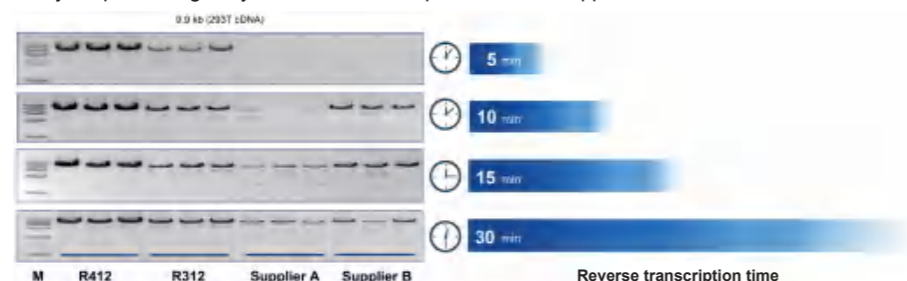 9.9 kb (293T cDNA)
5 min
10 min
15 min
30 min
M R412 R312 Supplier A Supplier B Reverse transcription time